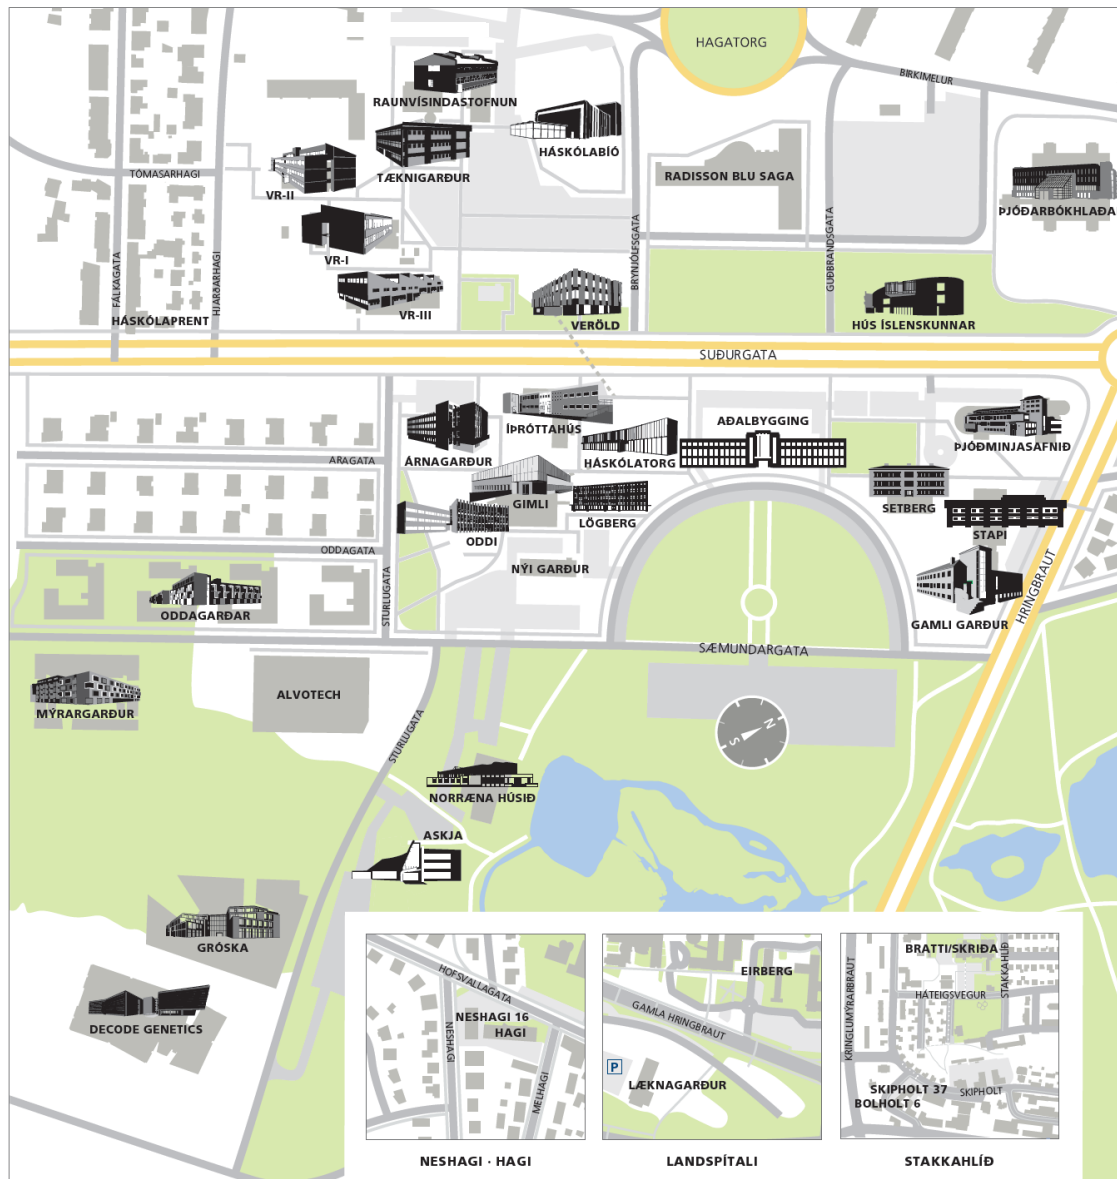 HAGATORG
BIRKIMELUR
RAUNVÍSINDASTOFNUN
HÁSKÓLABÍÓ
TÆKNIGARÐUR
TÓMASARHAGI
RADISSON BLU SAGA
VR-II
ÞJÓÐARBÓKHLAÐA
VR-I
FÁLKAGATA
HJARÐARHAGI
BRYNJÓLFSGATA
GUÐBRANDSGATA
HÁSKÓLAPRENT
VR-III
VERÖLD
HÚS ÍSLENSKUNNAR
SUÐURGATA
ÍÞRÓTTAHÚS
AÐALBYGGING
ÁRNAGARÐUR
HÁSKÓLATORG
ÞJÓÐMINJASAFNIÐ
ARAGATA
GIMLI
LÖGBERG
SETBERG
ODDI
STAPI
ODDAGATA
NÝI GARÐUR
STURLUGATA
HRINGBRAUT
ODDAGARÐAR
GAMLI GARÐUR
SÆMUNDARGATA
ALVOTECH
MÝRARGARÐUR
STURLUGATA
N
S
NORRÆNA HÚSIÐ
ASKJA
GRÓSKA
DECODE GENETICS
HOFSVALLAGATA
NESHAGI 16
HAGI
NESHAGI
MELHAGI
NESHAGI · HAGI
EIRBERG
GAMLA HRINGBRAUT
P
LÆKNAGARÐUR
LANDSPÍTALI
BRATTI/SKRIÐA
STAKKAHLÍÐ
HÁTEIGSVEGUR
KRINGLUMÝRARBRAUT
SKIPHOLT 37
SKIPHOLT
BOLHOLT 6
STAKKAHLÍÐ